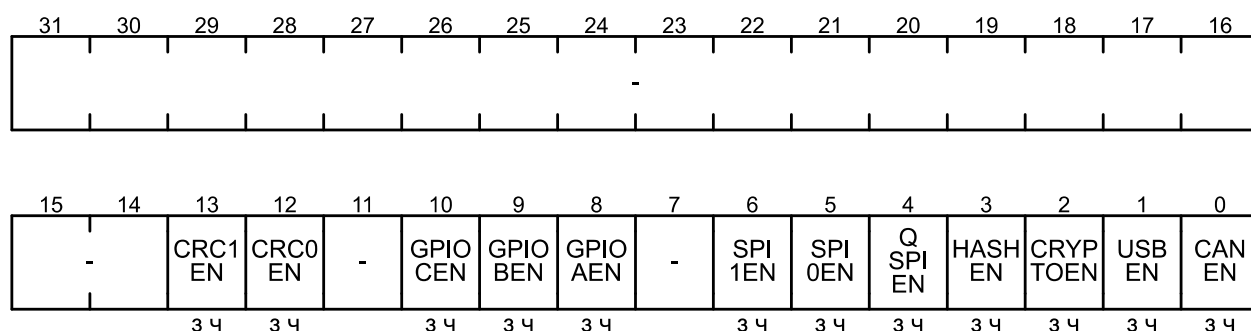 31 30 29 28 27 26 25 24 23 22 21 20 19 18 17 16
-
15 14 13 12 11 10 9 8 7 6 5 4 3 2 1 0
- CRC1 EN CRC0 EN - GPIO CEN GPIO BEN GPIO AEN - SPI 1EN SPI 0EN Q SPI EN HASH EN CRYP TOEN USB EN CAN EN
з ч з ч з ч з ч з ч з ч з ч з ч з ч з ч з ч з ч